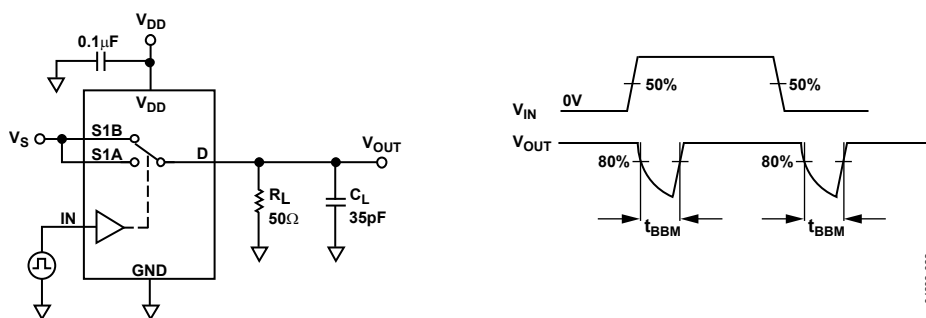 V_DD
0.1µF
V_DD
V_S
S1B
S1A
D
V_OUT
IN
R_L
50Ω
C_L
35pF
GND
V_IN
0V
50%
50%
V_OUT
80%
80%
t_BBM
t_BBM